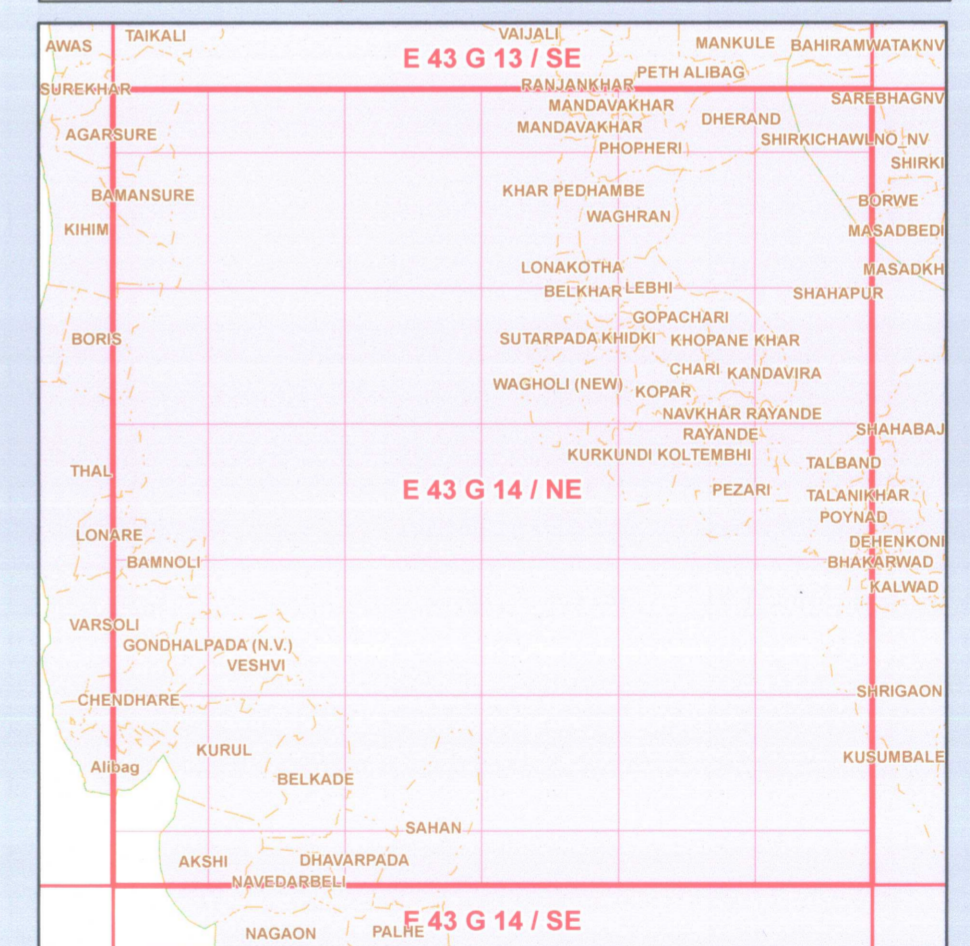 TAIKALI
VAIJALI
AWAS
MANKULE
BAHIRAMWATAKNV
E 43 G 13 / SE
PETH ALIBAG
SUREKHAR
RANJANKHAR
SAREBHAGNV
MANDAVAKHAR
DHERAND
MANDAVAKHAR
AGARSURE
SHIRKICHAWLNO_NV
PHOPHERI
SHIRKI
KHAR PEDHAMBE
BAMANSURE
BORWE
WAGHRAN
KIHIM
MASADBEDI
LONAKOTHA
MASADKH
BELKHAR
LEBHI
SHAHAPUR
GOPACHARI
BORIS
SUTARPADA
KHIDKI
KHOPANE KHAR
CHARI
KANDAVIRA
WAGHOLI (NEW)
KOPAR
NAVKHAR RAYANDE
RAYANDE
SHAHABAJ
KURKUNDI KOLTEMBHI
THAL
TALBAND
E 43 G 14 / NE
PEZARI
TALANIKHAR
POYNAD
LONARE
DEHENKONI
BAMNOLI
BHAKARWAD
KALWAD
VARSOLI
GONDHALPADA (N.V.)
VESHVI
CHENDHARE
SHRIGAON
KURUL
KUSUMBALE
Alibag
BELKADE
SAHAN
AKSHI
DHAVARPADA
NAVEDARBELI
E 43 G 14 / SE
NAGAON
PALHE